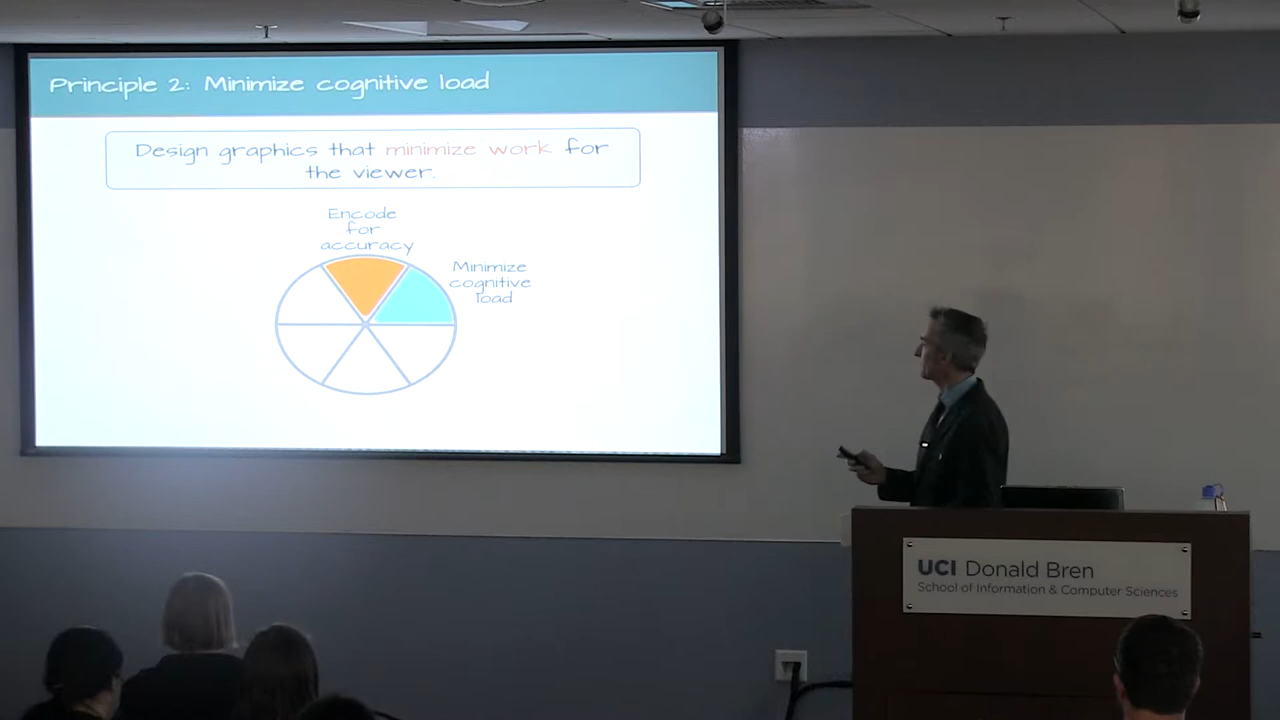 Principle 2: Minimize cognitive load
Design graphics that minimize work for
the viewer.
Encode
for
accuracy
Minimize
cognitive
load
UCI Donald Bren
School of Information & Computer Sciences